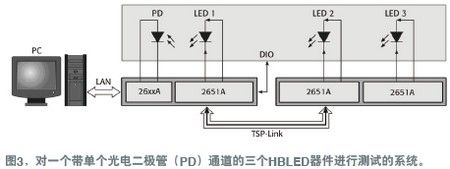 PD LED 1 LED 2 LED 3
PC
DIO
LAN
26xxA 2651A 2651A 2651A
TSP-Link
图3，对一个带单个光电二极管（PD）通道的三个HBLED器件进行测试的系统。